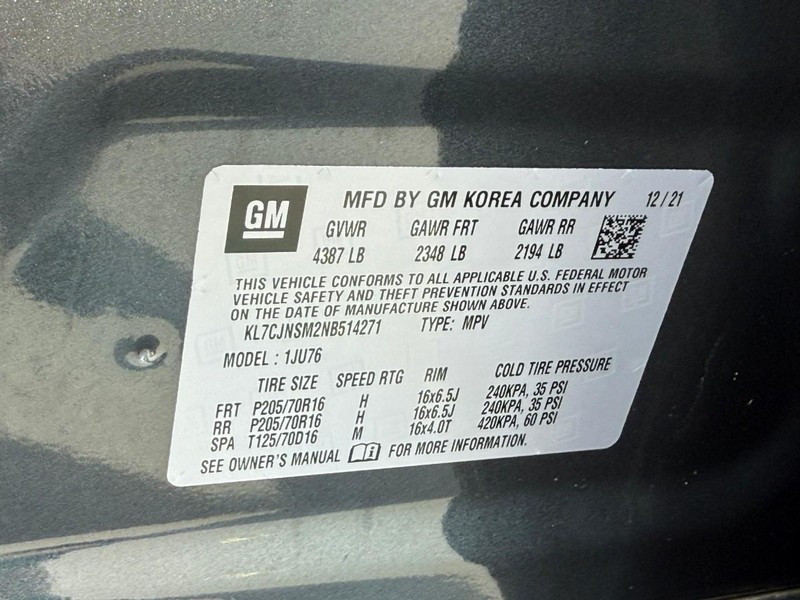 GM MFD BY GM KOREA COMPANY 12/21
GVWR GAWR FRT GAWR RR
4387 LB 2348 LB 2194 LB
THIS VEHICLE CONFORMS TO ALL APPLICABLE U.S. FEDERAL MOTOR
VEHICLE SAFETY AND THEFT PREVENTION STANDARDS IN EFFECT
ON THE DATE OF MANUFACTURE SHOWN ABOVE.
KL7CJNSM2NB514271 TYPE: MPV
MODEL : 1JU76
TIRE SIZE SPEED RTG RIM COLD TIRE PRESSURE
FRT P205/70R16 H 16x6.5J 240KPA, 35 PSI
RR P205/70R16 H 16x6.5J 240KPA, 35 PSI
SPA T125/70D16 M 16x4.0T 420KPA, 60 PSI
SEE OWNER'S MANUAL FOR MORE INFORMATION.